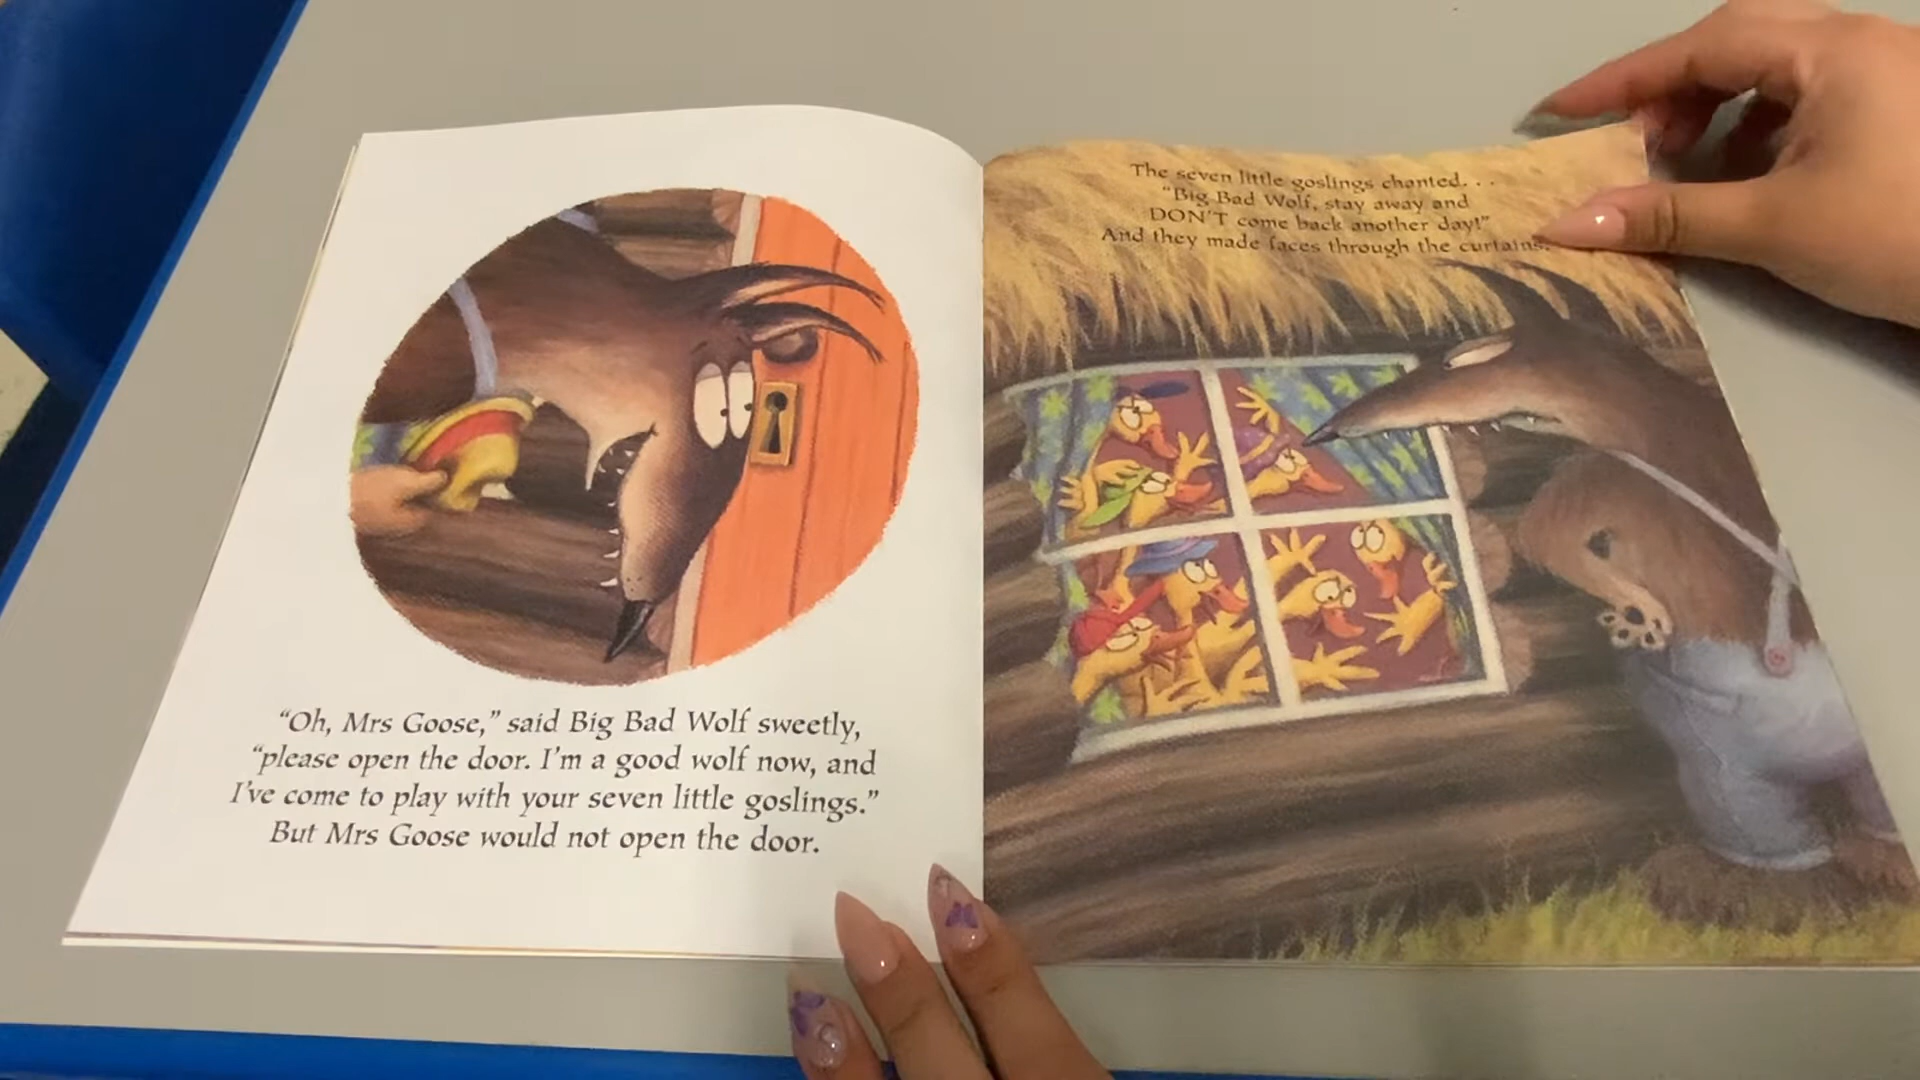 “Oh, Mrs Goose,” said Big Bad Wolf sweetly,
“please open the door. I’m a good wolf now, and
I’ve come to play with your seven little goslings.”
But Mrs Goose would not open the door.
The seven little goslings chanted. . .
“Big Bad Wolf, stay away and
DON’T come back another day!”
And they made faces through the curtains.